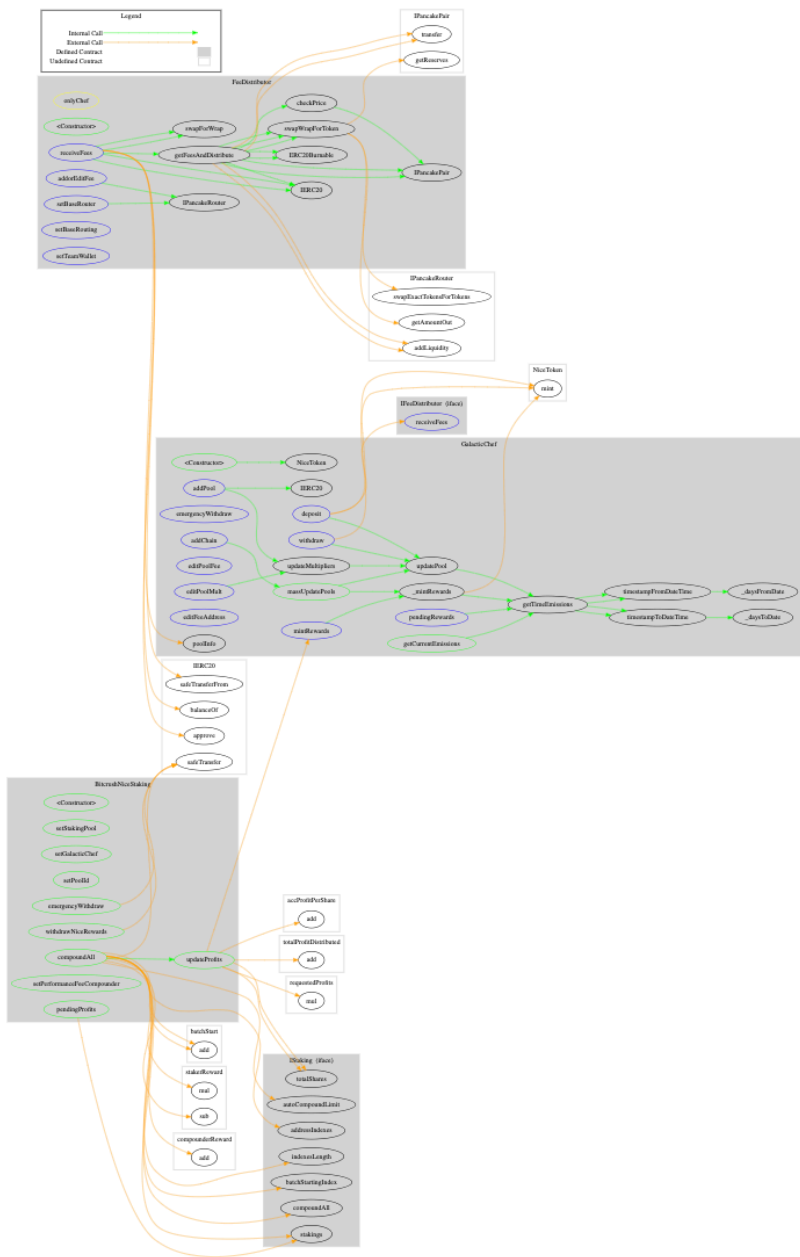 Legend
Internal Call
External Call
Defined Contract
Undefined Contract
IPancakePair
transfer
getReserves
FeeDistributor
onlyChef
<Constructor>
receiveFees
addorEditFee
setBaseRouter
setBaseRouting
setTeamWallet
swapForWrap
getFeesAndDistribute
IPancakeRouter
checkPrice
swapWrapForToken
IERC20Burnable
IERC20
IPancakePair
IPancakeRouter
swapExactTokensForTokens
getAmountOut
addLiquidity
NiceToken
mint
IFeeDistributor (iface)
receiveFees
GalacticChef
<Constructor>
NiceToken
addPool
IERC20
emergencyWithdraw
deposit
addChain
withdraw
editPoolFee
updateMultipliers
updatePool
editPoolMult
massUpdatePools
_mintRewards
getTimeEmissions
timestampFromDateTime
_daysFromDate
editFeeAddress
pendingRewards
timestampToDateTime
_daysToDate
poolInfo
mintRewards
getCurrentEmissions
IERC20
safeTransferFrom
balanceOf
approve
safeTransfer
BitcrushNiceStaking
<Constructor>
setStakingPool
setGalacticChef
setPoolId
emergencyWithdraw
withdrawNiceRewards
compoundAll
updateProfits
setPerformanceFeeCompounder
pendingProfits
accProfitPerShare
add
totalProfitDistributed
add
requestedProfits
mul
batchStart
add
stakerReward
mul
sub
compounderReward
add
IStaking (iface)
totalShares
autoCompoundLimit
addressIndexes
indexesLength
batchStartingIndex
compoundAll
stakings